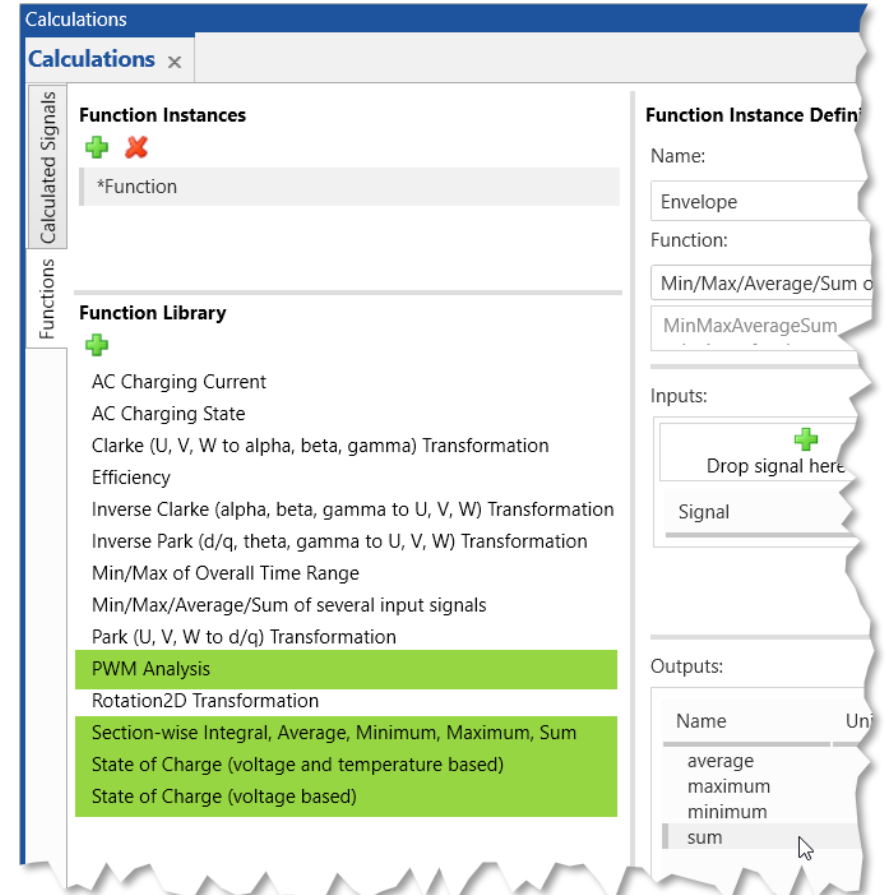 Calculations
Calculations ×
Calculated Signals
Functions
Function Instances
*Function
Function Library
AC Charging Current
AC Charging State
Clarke (U, V, W to alpha, beta, gamma) Transformation
Efficiency
Inverse Clarke (alpha, beta, gamma to U, V, W) Transformation
Inverse Park (d/q, theta, gamma to U, V, W) Transformation
Min/Max of Overall Time Range
Min/Max/Average/Sum of several input signals
Park (U, V, W to d/q) Transformation
PWM Analysis
Rotation2D Transformation
Section-wise Integral, Average, Minimum, Maximum, Sum
State of Charge (voltage and temperature based)
State of Charge (voltage based)
Function Instance Defin
Name:
Envelope
Function:
Min/Max/Average/Sum o
MinMaxAverageSum
Inputs:
Drop signal here
Signal
Outputs:
Name Uni
average
maximum
minimum
sum